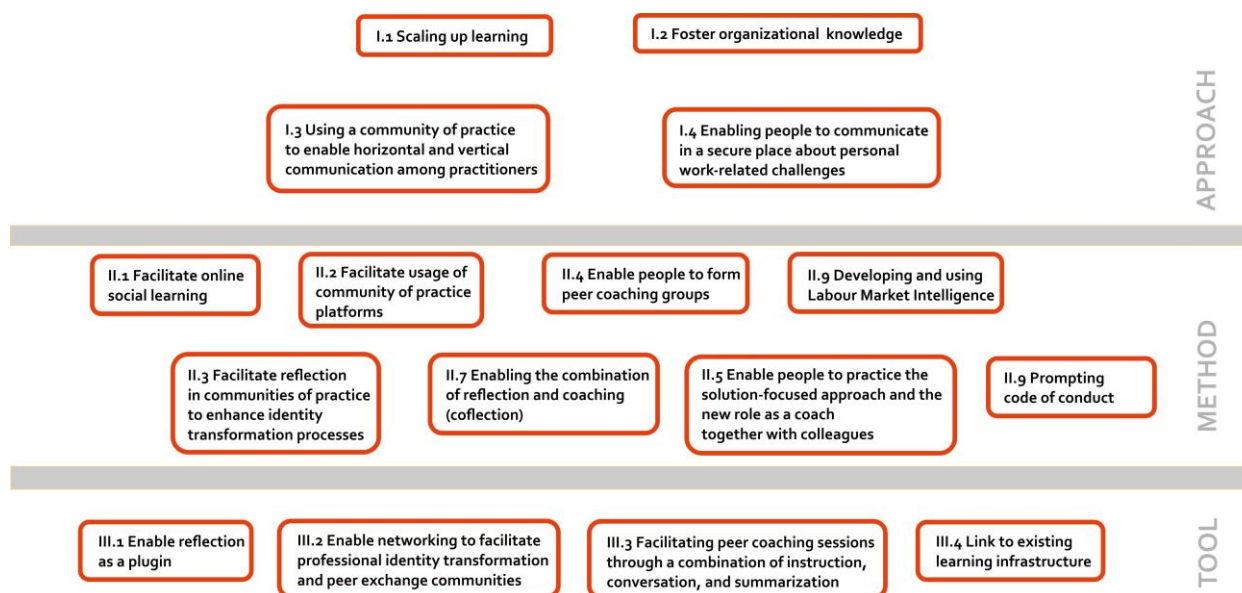 I.1 Scaling up learning
I.2 Foster organizational knowledge
I.3 Using a community of practice
to enable horizontal and vertical
communication among practitioners
I.4 Enabling people to communicate
in a secure place about personal
work-related challenges
APPROACH
II.1 Facilitate online
social learning
II.2 Facilitate usage of
community of practice
platforms
II.4 Enable people to form
peer coaching groups
II.9 Developing and using
Labour Market Intelligence
II.3 Facilitate reflection
in communities of practice
to enhance identity
transformation processes
II.7 Enabling the combination
of reflection and coaching
(coflection)
II.5 Enable people to practice the
solution-focused approach and the
new role as a coach
together with colleagues
II.9 Prompting
code of conduct
METHOD
III.1 Enable reflection
as a plugin
III.2 Enable networking to facilitate
professional identity transformation
and peer exchange communities
III.3 Facilitating peer coaching sessions
through a combination of instruction,
conversation, and summarization
III.4 Link to existing
learning infrastructure
TOOL